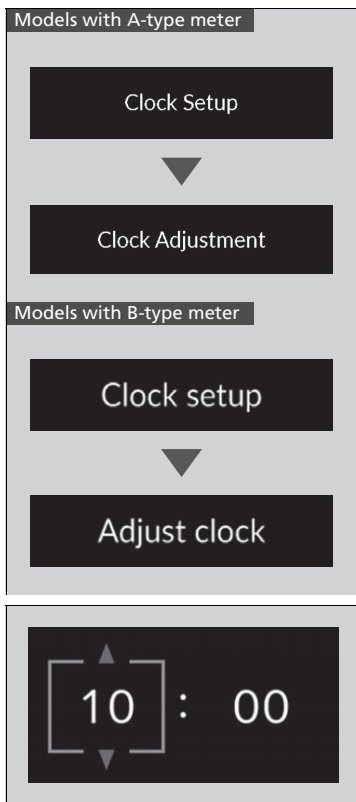 Models with A-type meter
Clock Setup
Clock Adjustment
Models with B-type meter
Clock setup
Adjust clock
10 : 00